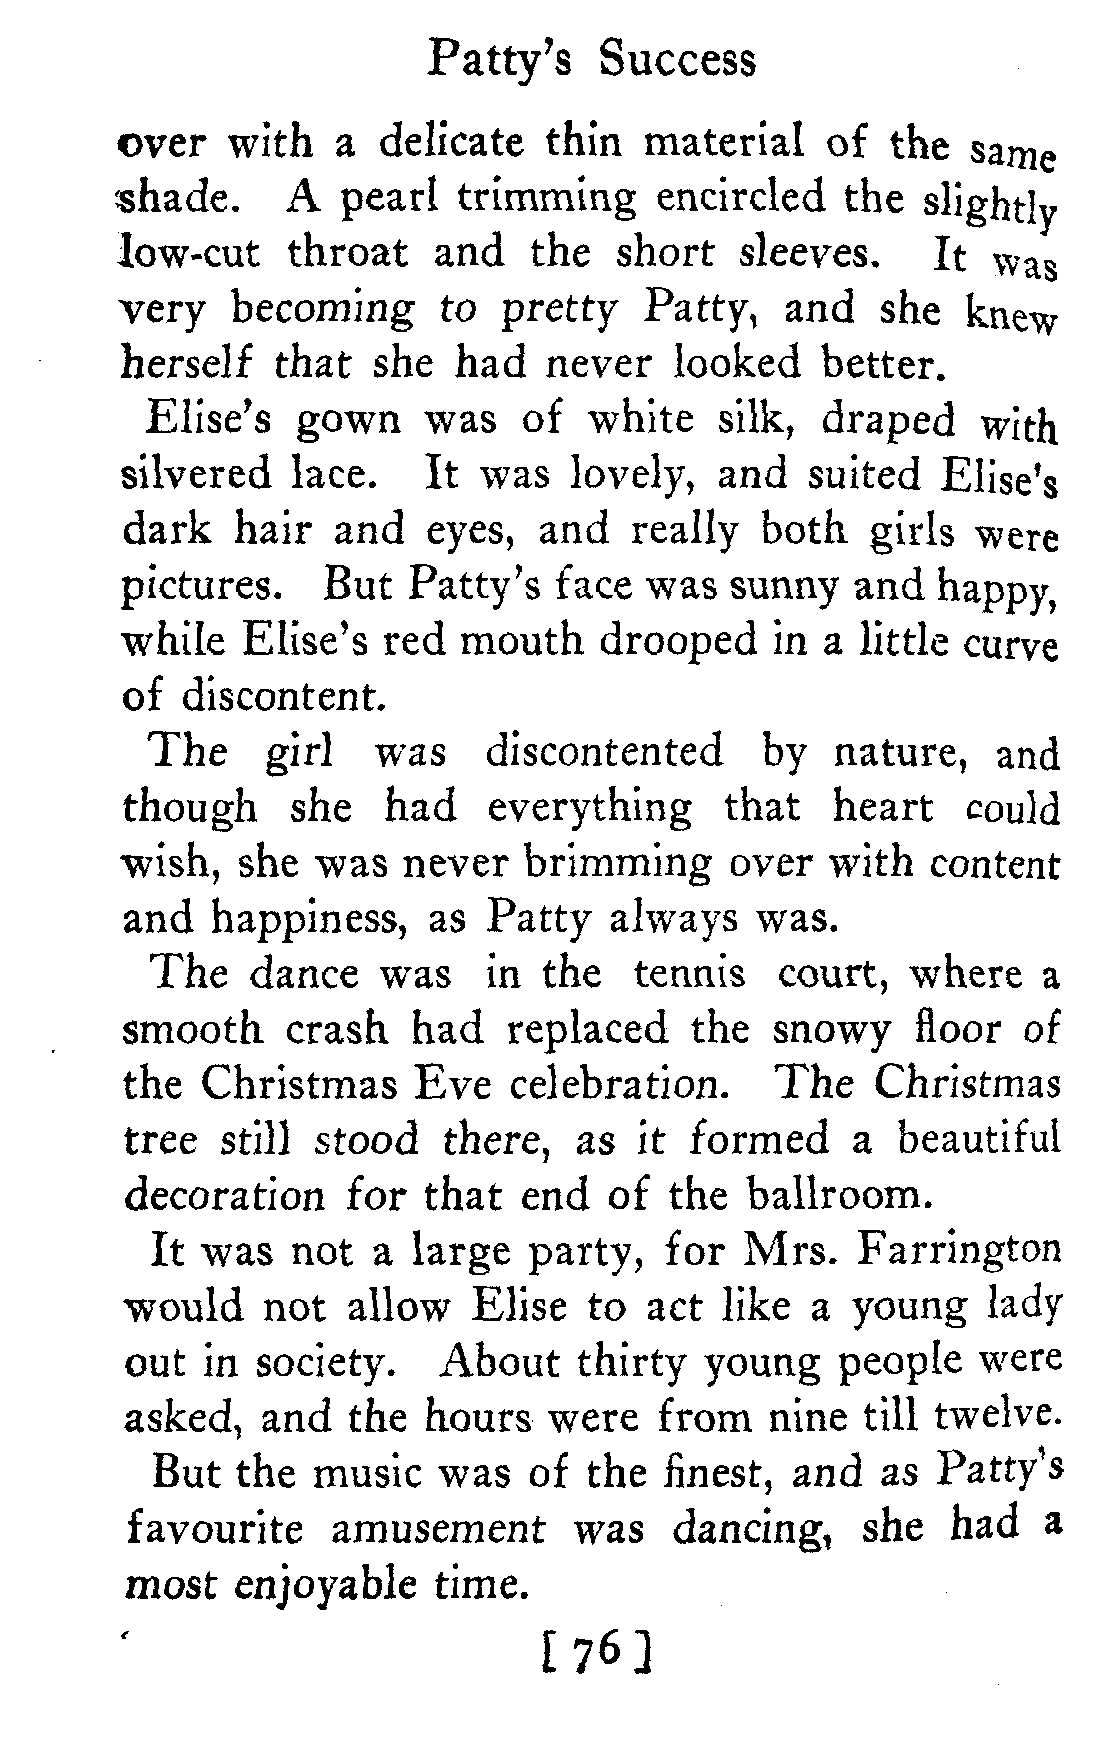 Patty's Success
over with a delicate thin material of the same
shade. A pearl trimming encircled the slightly
low-cut throat and the short sleeves. It was
very becoming to pretty Patty, and she knew
herself that she had never looked better.
Elise's gown was of white silk, draped with
silvered lace. It was lovely, and suited Elise's
dark hair and eyes, and really both girls were
pictures. But Patty's face was sunny and happy,
while Elise's red mouth drooped in a little curve
of discontent.
The girl was discontented by nature, and
though she had everything that heart could
wish, she was never brimming over with content
and happiness, as Patty always was.
The dance was in the tennis court, where a
smooth crash had replaced the snowy floor of
the Christmas Eve celebration. The Christmas
tree still stood there, as it formed a beautiful
decoration for that end of the ballroom.
It was not a large party, for Mrs. Farrington
would not allow Elise to act like a young lady
out in society. About thirty young people were
asked, and the hours were from nine till twelve.
But the music was of the finest, and as Patty's
favourite amusement was dancing, she had a
most enjoyable time.
[ 76 ]